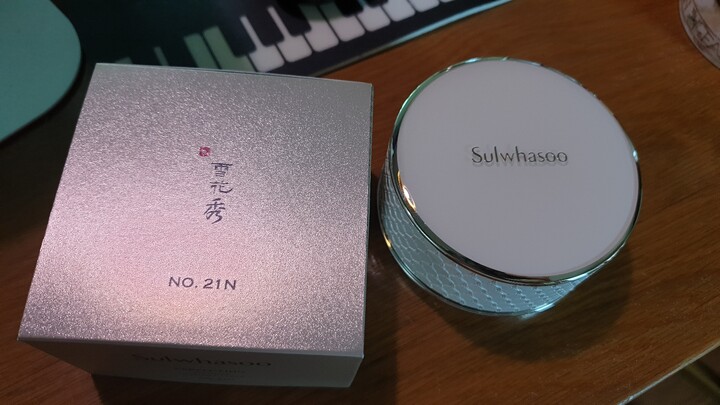 雪
花
秀
NO. 21N
Sulwhasoo
Sulwhasoo